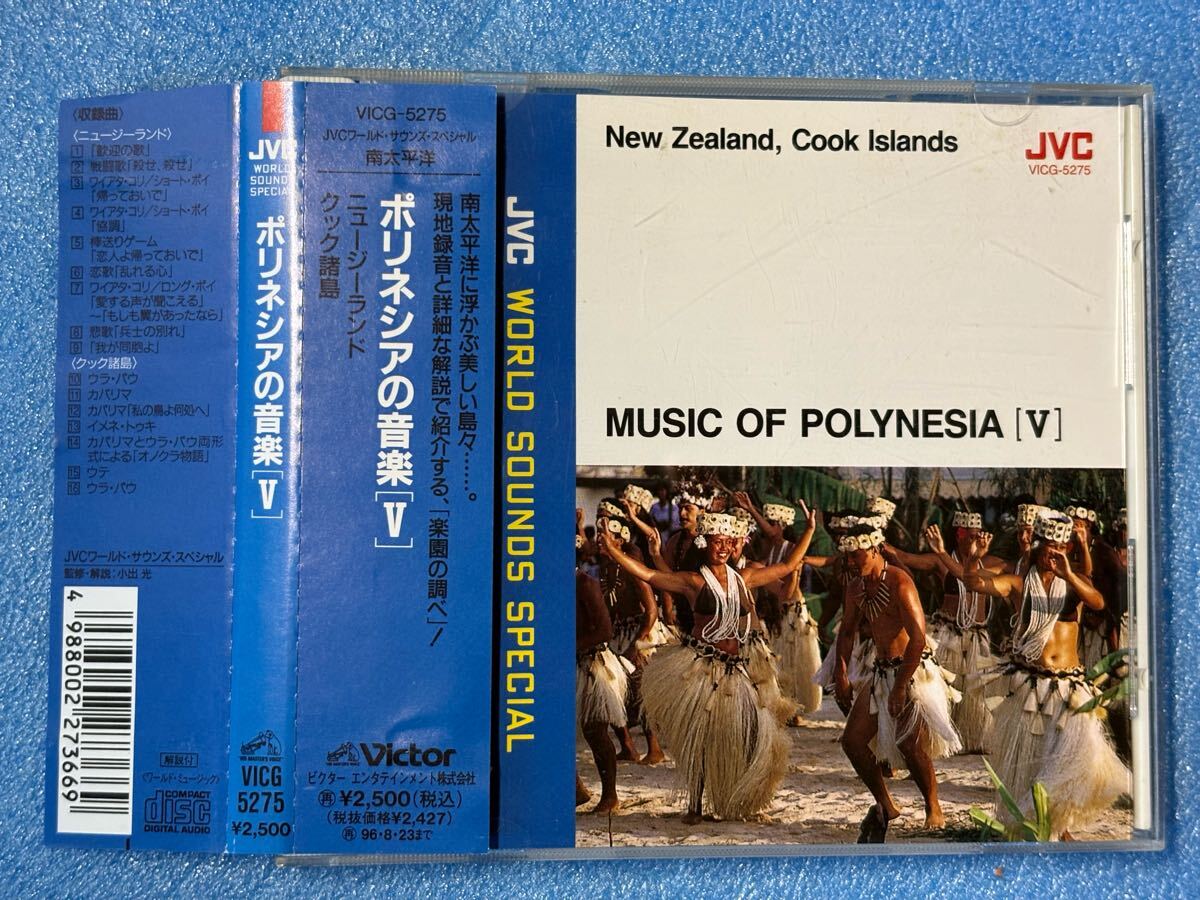 〈収録曲〉
〈ニュージーランド〉
1 「歓迎の歌」
2 戦闘歌「殺せ、殺せ」
3 ワイアタ・コリ/ショート・ポイ
「帰っておいで」
4 ワイアタ・コリ/ショート・ポイ
「協調」
5 棒送りゲーム
「恋人よ帰っておいで」
6 恋歌「乱れる心」
7 ワイアタ・コリ/ロング・ポイ
「愛する声が聞こえる」
〜「もしも翼があったなら」
8 悲歌「兵士の別れ」
9 「我が同胞よ」
〈クック諸島〉
10 ウラ・パウ
11 カパリマ
12 カパリマ「私の鳥よ何処へ」
13 イメネ・トゥキ
14 カパリマとウラ・パウ両形
式による「オノクラ物語」
15 ウテ
16 ウラ・パウ
JVCワールド・サウンズ・スペシャル
監修・解説：小出 光
4 988002 273669
解説付
〈ワールド・ミュージック〉
COMPACT
disc
DIGITAL AUDIO
JVC
WORLD
SOUNDS
SPECIAL
ポリネシアの音楽[V]
"HIS MASTER'S VOICE"
VICG
5275
¥2,500
VICG-5275
JVCワールド・サウンズ・スペシャル
南太平洋
南太平洋に浮かぶ美しい島々……。
現地録音と詳細な解説で紹介する、「楽園の調べ」!
ポリネシアの音楽[V]
ニュージーランド
クック諸島
"HIS MASTER'S VOICE"
Victor
ビクター エンタテインメント株式会社
再 ¥2,500(税込)
(税抜価格¥2,427)
再 96・8・23まで
JVC WORLD SOUNDS SPECIAL
New Zealand, Cook Islands
JVC
VICG-5275
MUSIC OF POLYNESIA [V]